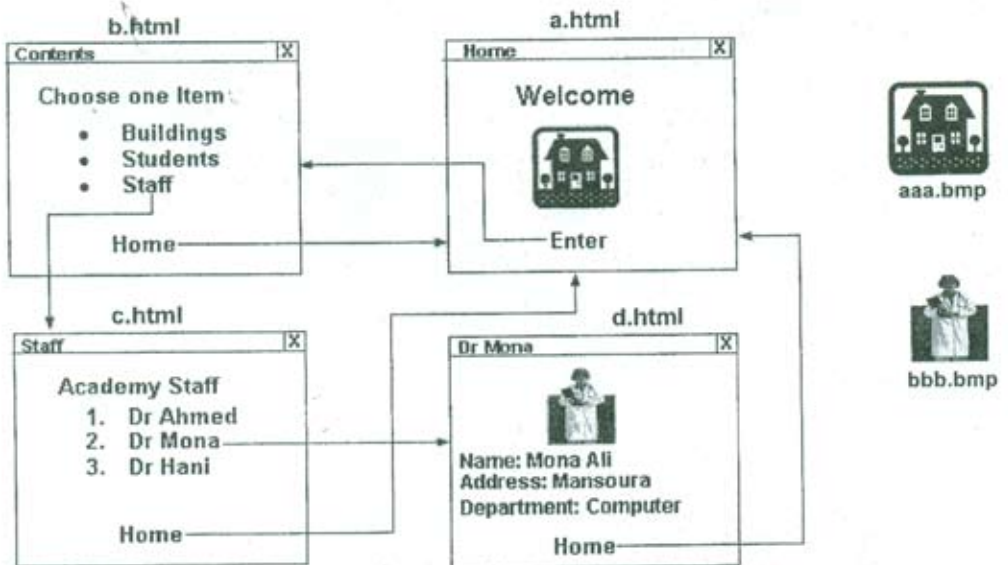 b.html
Contents X
Choose one Item
• Buildings
• Students
• Staff
Home
a.html
Home X
Welcome
Enter
aaa.bmp
bbb.bmp
c.html
Staff X
Academy Staff
1. Dr Ahmed
2. Dr Mona
3. Dr Hani
Home
d.html
Dr Mona X
Name: Mona Ali
Address: Mansoura
Department: Computer
Home